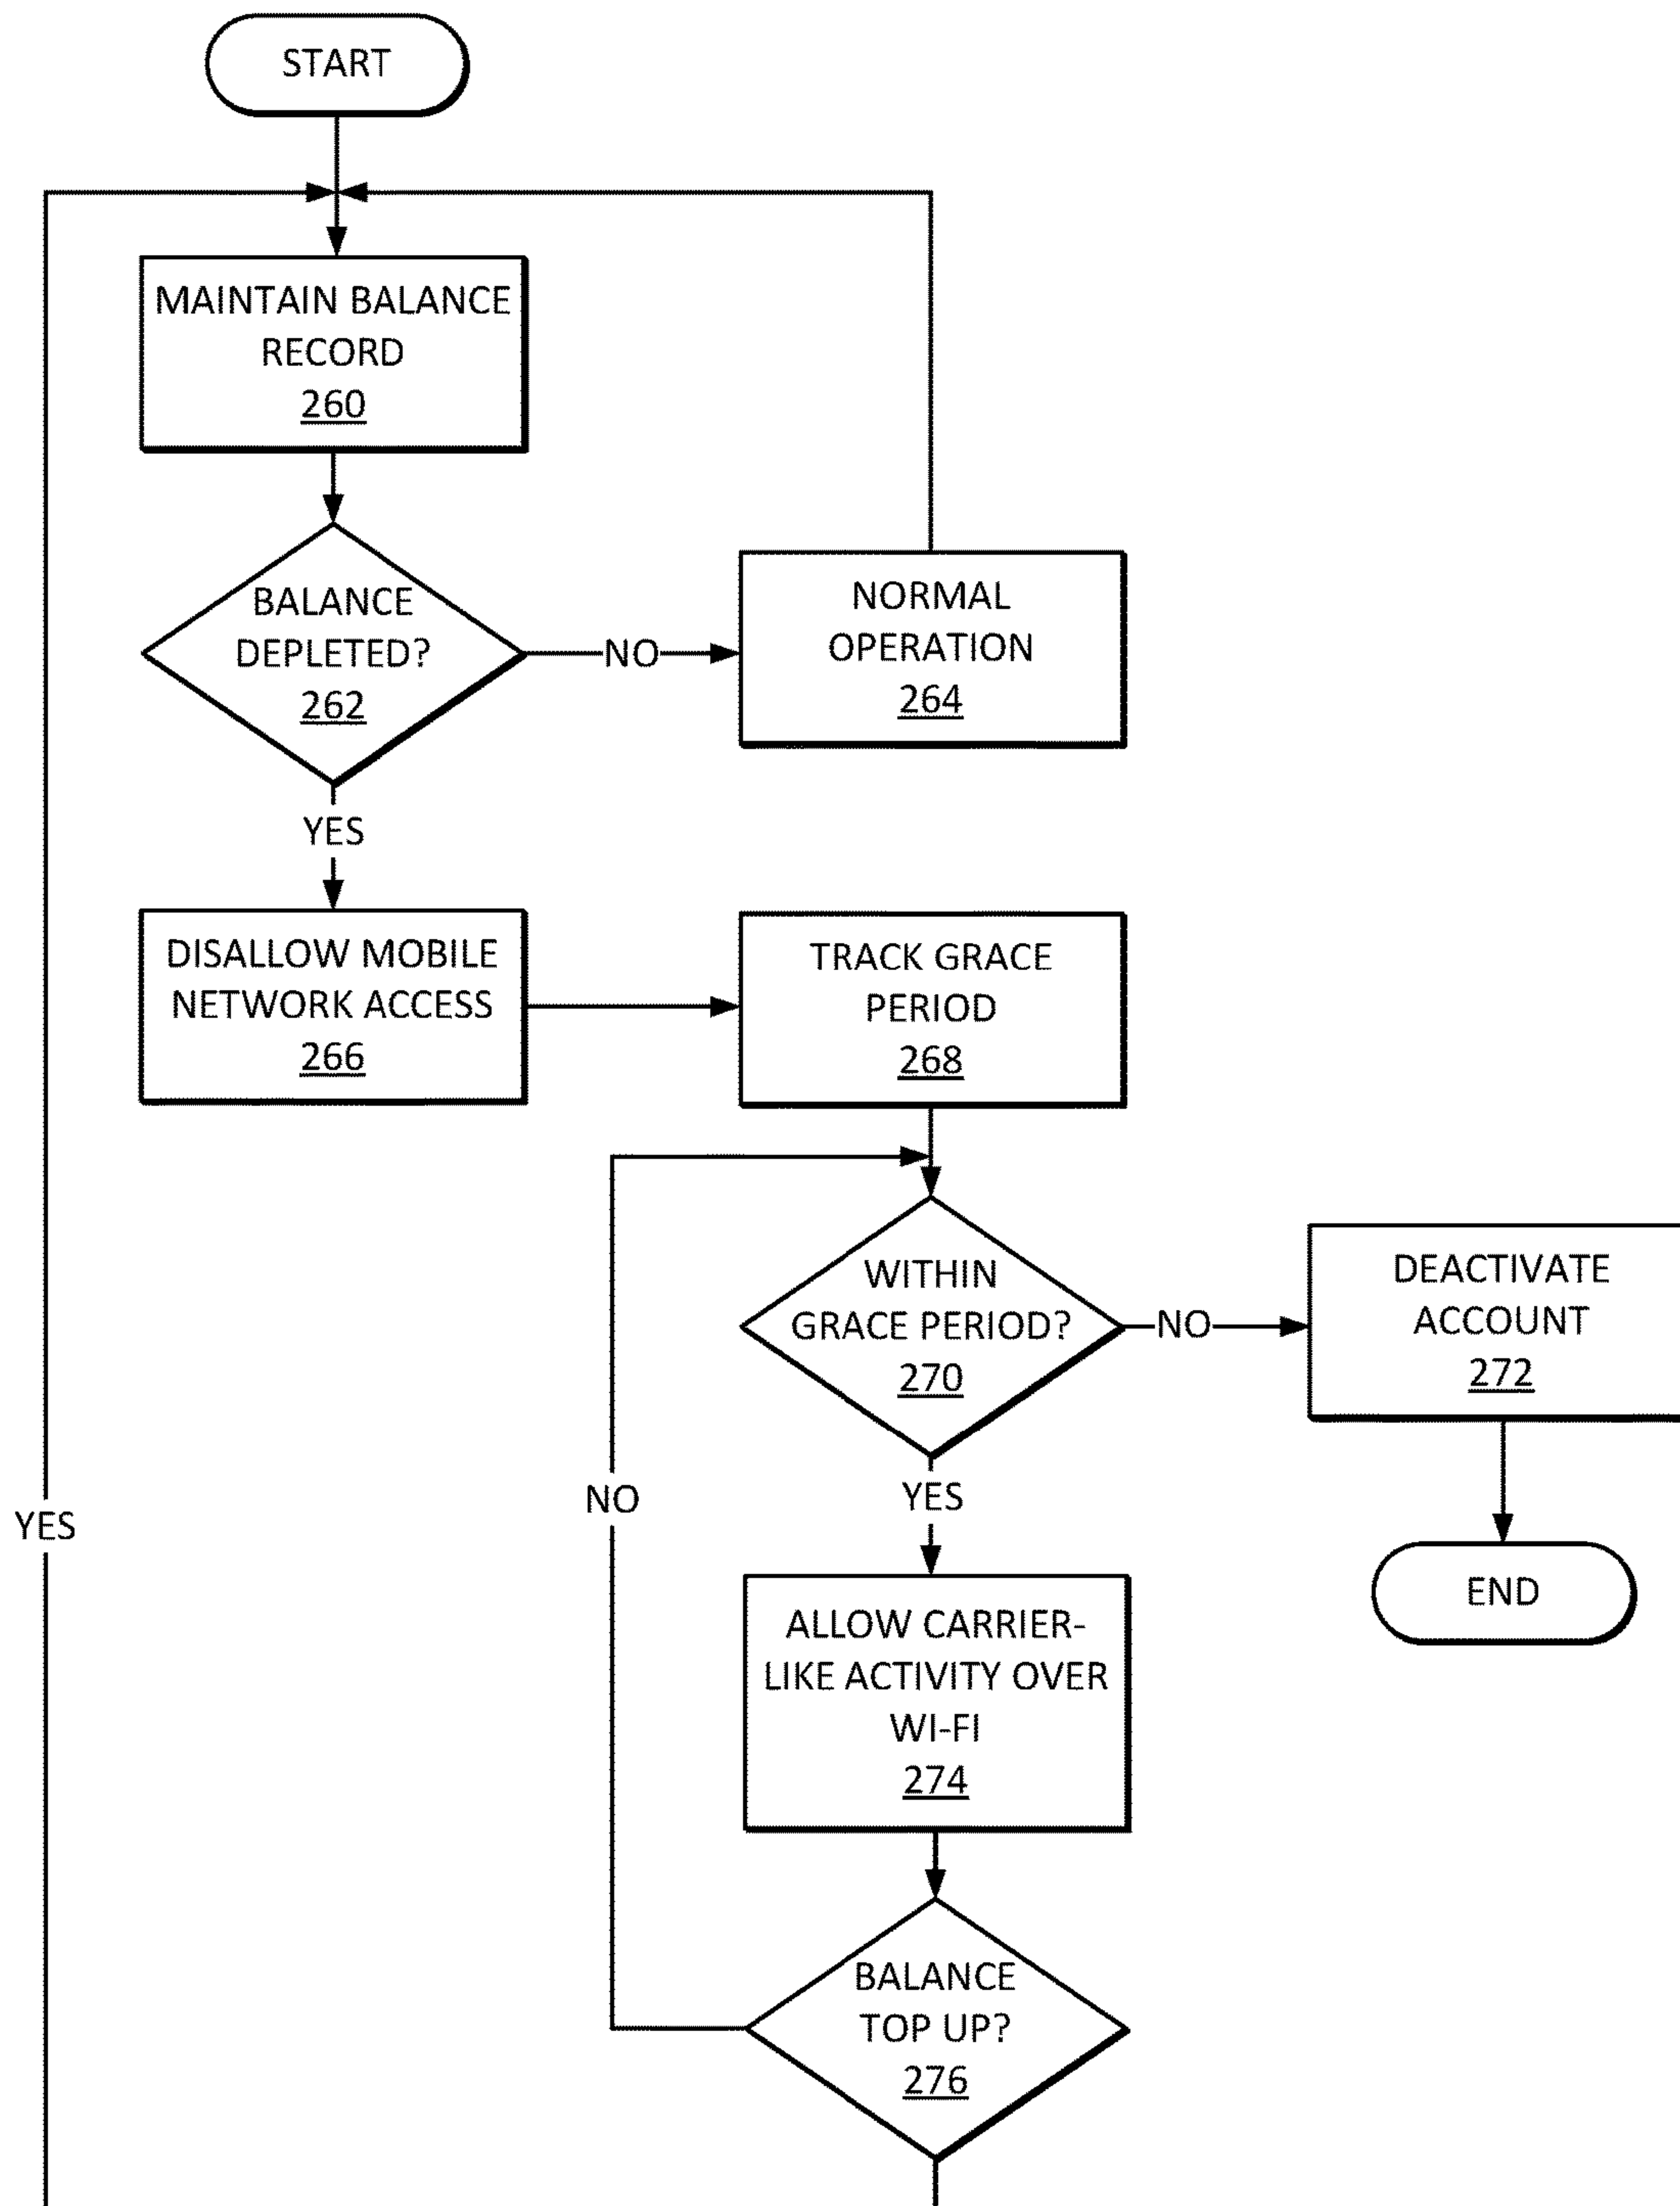 START
MAINTAIN BALANCE
RECORD
260
BALANCE
DEPLETED?
262
NO
NORMAL
OPERATION
264
YES
DISALLOW MOBILE
NETWORK ACCESS
266
TRACK GRACE
PERIOD
268
WITHIN
GRACE PERIOD?
270
NO
DEACTIVATE
ACCOUNT
272
YES
NO
YES
END
ALLOW CARRIER-
LIKE ACTIVITY OVER
WI-FI
274
BALANCE
TOP UP?
276